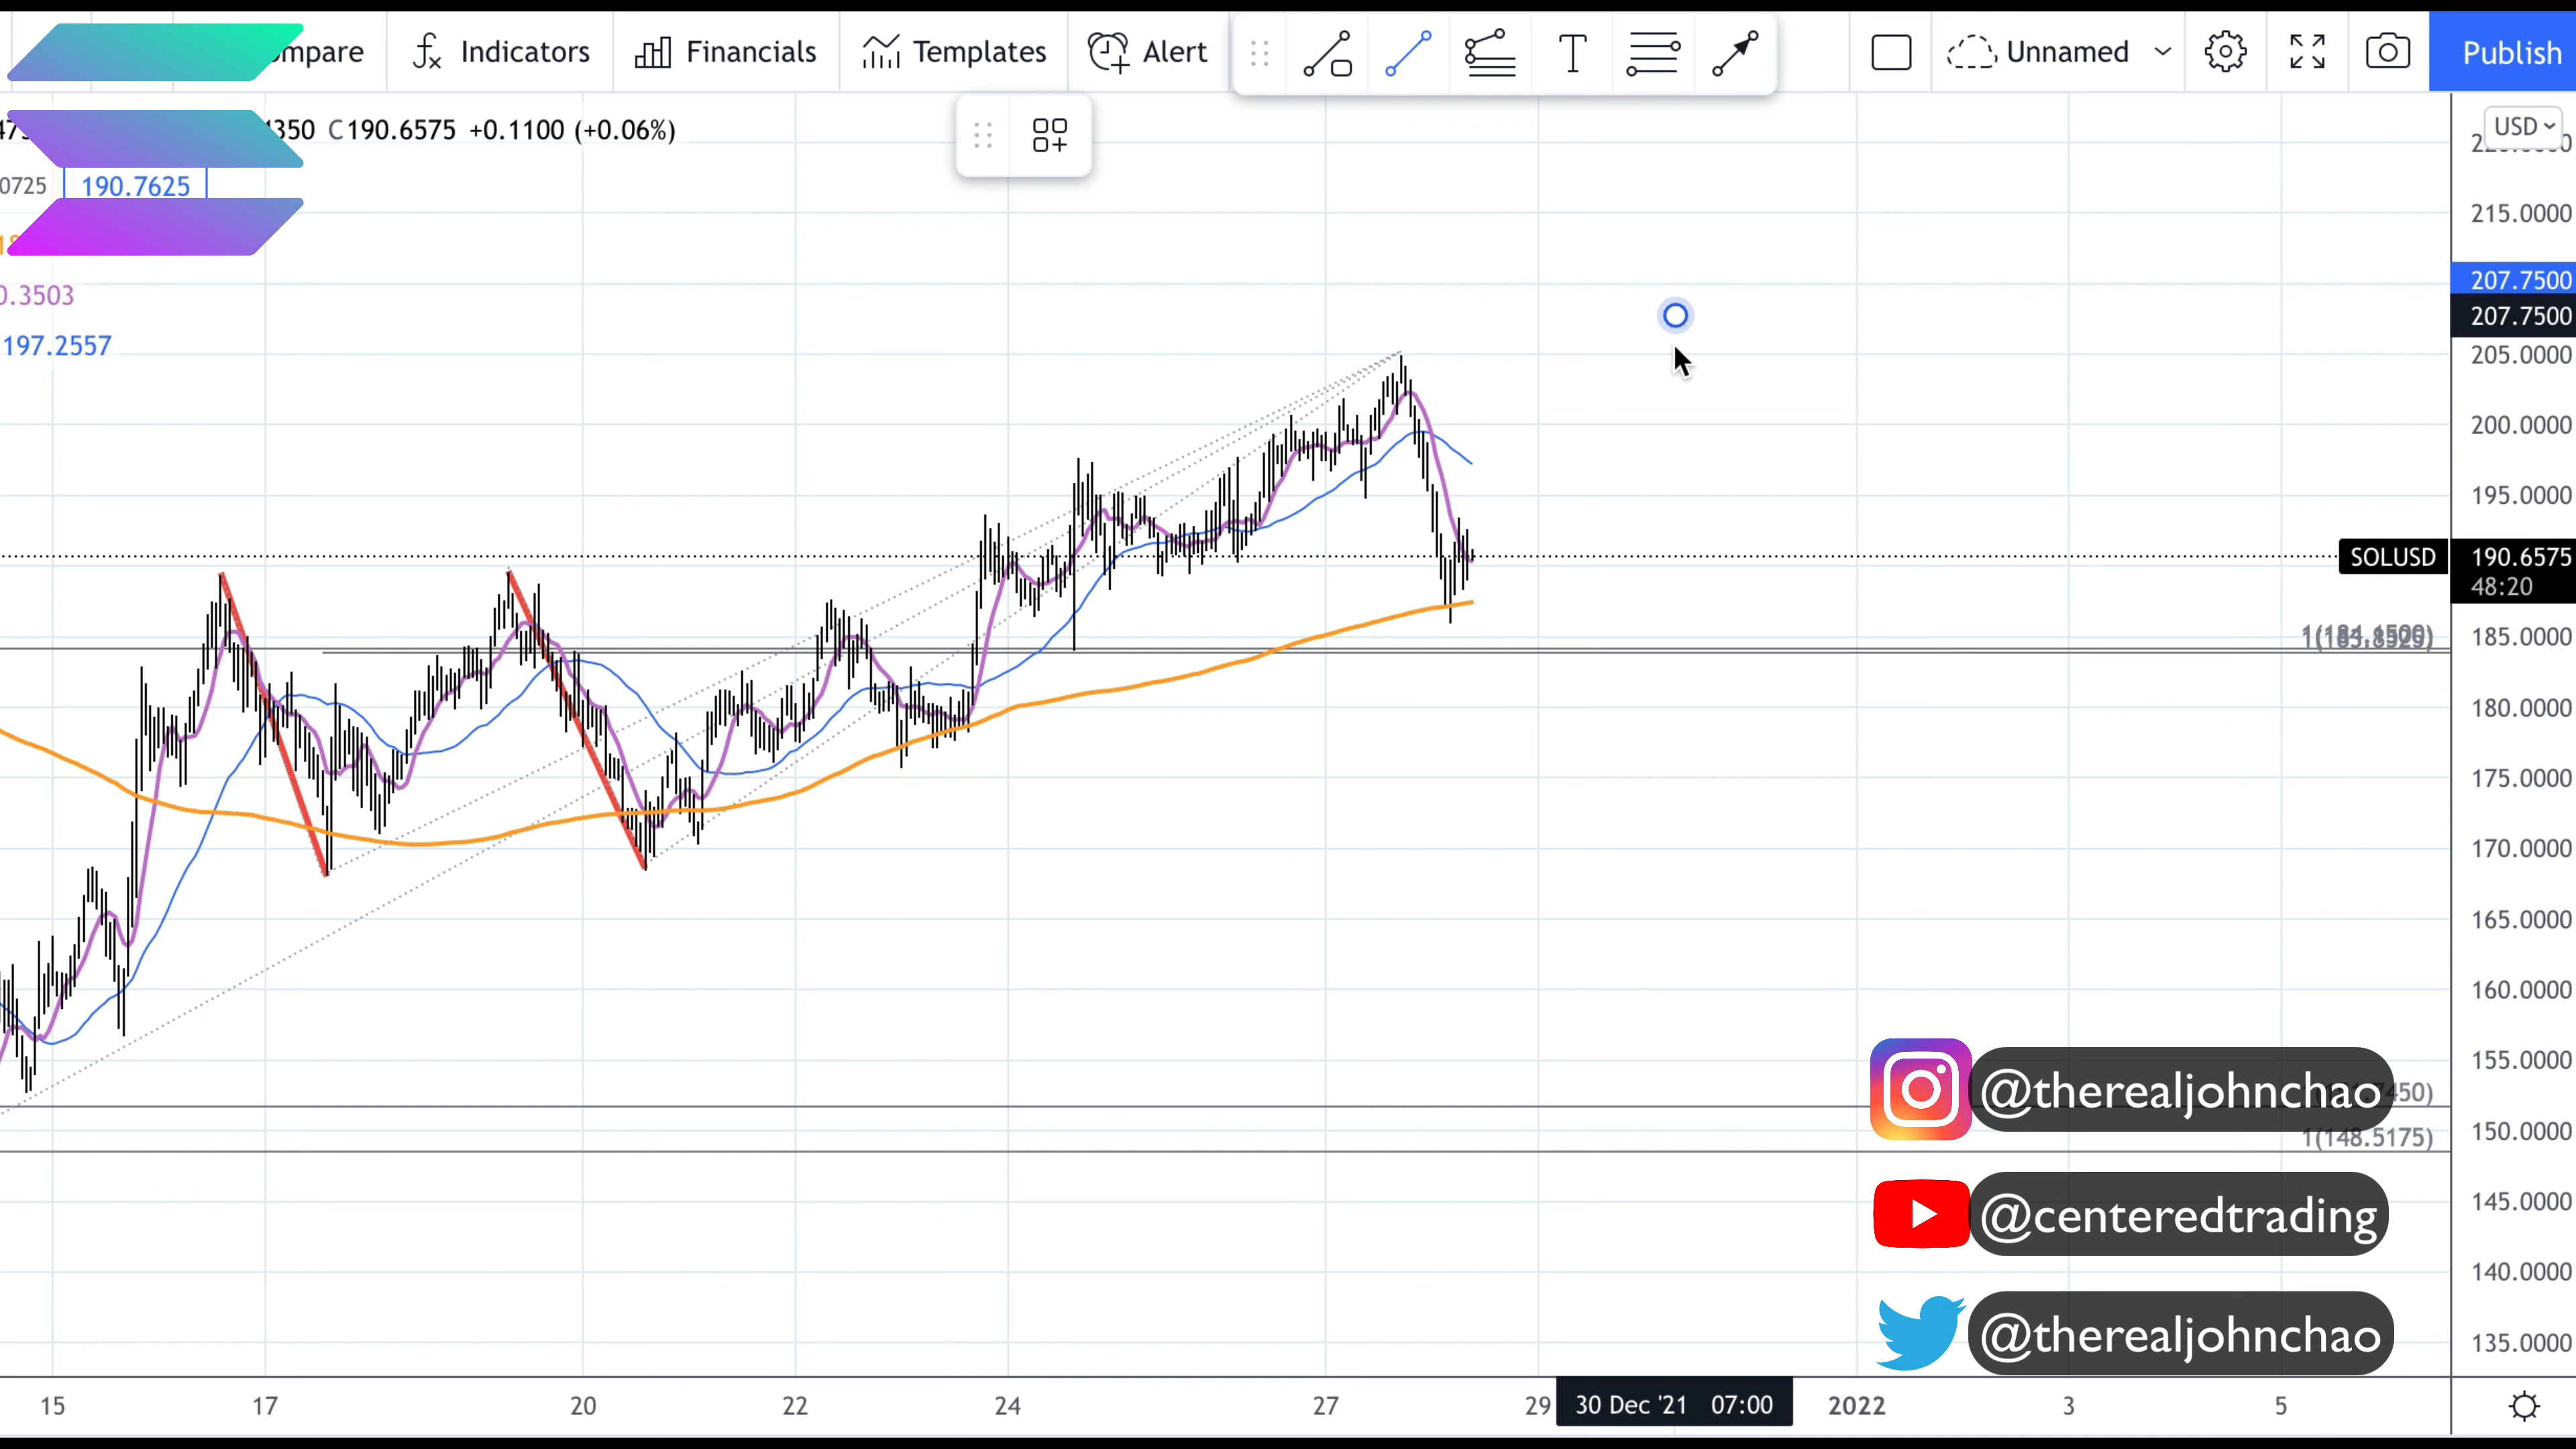 mpare Indicators Financials Templates Alert Unnamed Publish
350 C190.6575 +0.1100 (+0.06%)
USD
0725 190.7625
215.0000
207.7500
0.3503
207.7500
197.2557
205.0000
200.0000
195.0000
SOLUSD 190.6575
48:20
185.0000
180.0000
175.0000
170.0000
165.0000
160.0000
155.0000
@therealjohnchao 450)
150.0000
1(148.5175)
145.0000
@centeredtrading
140.0000
@therealjohnchao
135.0000
15 17 20 22 24 27 29 30 Dec '21 07:00 2022 3 5